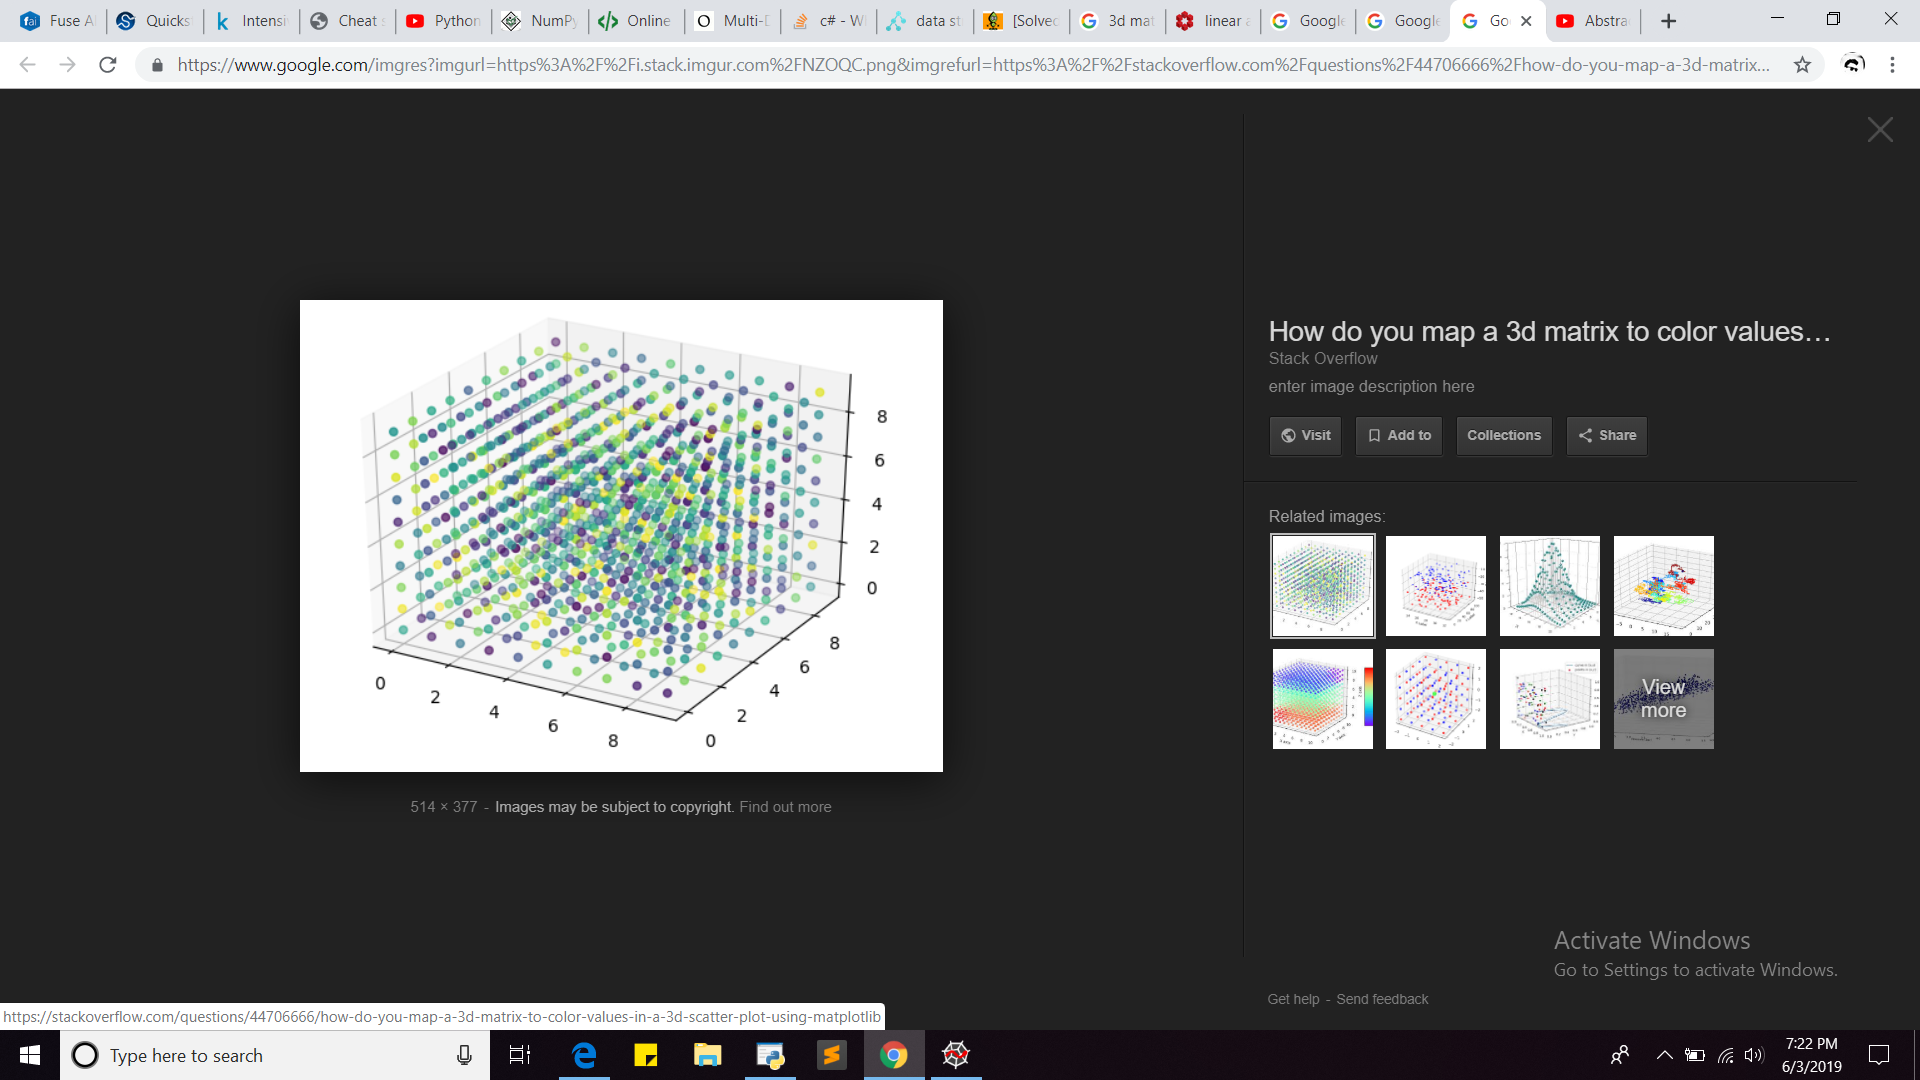 Fuse A
Quicks
Intensi
Cheat
Python
NumPy
Online
Multi-D
c# - W
data st
[Solved
3d mat
linear a
Google
Google
Go
Abstra
https://www.google.com/imgres?imgurl=https%3A%2F%2Fi.stack.imgur.com%2FNZOQC.png&imgrefurl=https%3A%2F%2Fstackoverflow.com%2Fquestions%2F44706666%2Fhow-do-you-map-a-3d-matrix...
8
6
4
2
0
0
2
4
6
8
0
2
4
6
8
514 × 377 - Images may be subject to copyright. Find out more
How do you map a 3d matrix to color values...
Stack Overflow
enter image description here
Visit
Add to
Collections
Share
Related images:
View
more
Activate Windows
Go to Settings to activate Windows.
Get help - Send feedback
https://stackoverflow.com/questions/44706666/how-do-you-map-a-3d-matrix-to-color-values-in-a-3d-scatter-plot-using-matplotlib
Type here to search
7:22 PM
6/3/2019